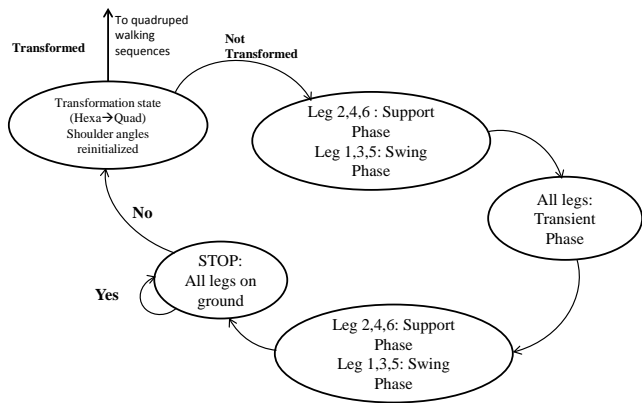 To quadruped
walking
sequences
Transformed
Not
Transformed
Transformation state
(Hexa→Quad)
Shoulder angles
reinitialized
Leg 2,4,6 : Support
Phase
Leg 1,3,5: Swing
Phase
All legs:
Transient
Phase
No
STOP:
All legs on
ground
Yes
Leg 2,4,6: Support
Phase
Leg 1,3,5: Swing
Phase